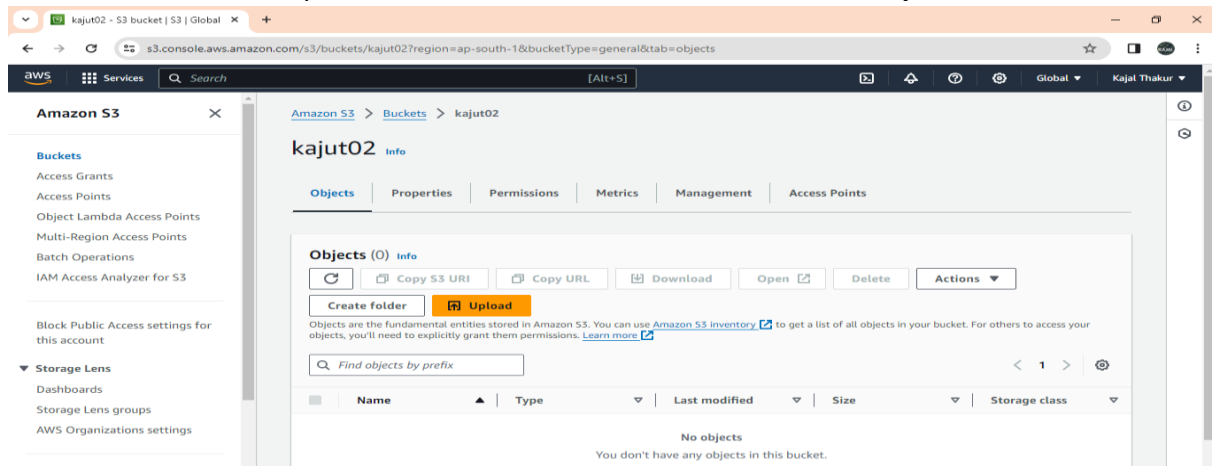 kajut02 - S3 bucket | S3 | Global
s3.console.aws.amazon.com/s3/buckets/kajut02?region=ap-south-1&bucketType=general&tab=objects
aws Services Search [Alt+S] Global Kajal Thakur
Amazon S3
Buckets
Access Grants
Access Points
Object Lambda Access Points
Multi-Region Access Points
Batch Operations
IAM Access Analyzer for S3
Block Public Access settings for
this account
Storage Lens
Dashboards
Storage Lens groups
AWS Organizations settings
Amazon S3 > Buckets > kajut02
kajut02 Info
Objects Properties Permissions Metrics Management Access Points
Objects (0) Info
Copy S3 URI Copy URL Download Open Delete Actions
Create folder Upload
Objects are the fundamental entities stored in Amazon S3. You can use Amazon S3 inventory to get a list of all objects in your bucket. For others to access your
objects, you'll need to explicitly grant them permissions. Learn more
Find objects by prefix
< 1 >
Name Type Last modified Size Storage class
No objects
You don't have any objects in this bucket.